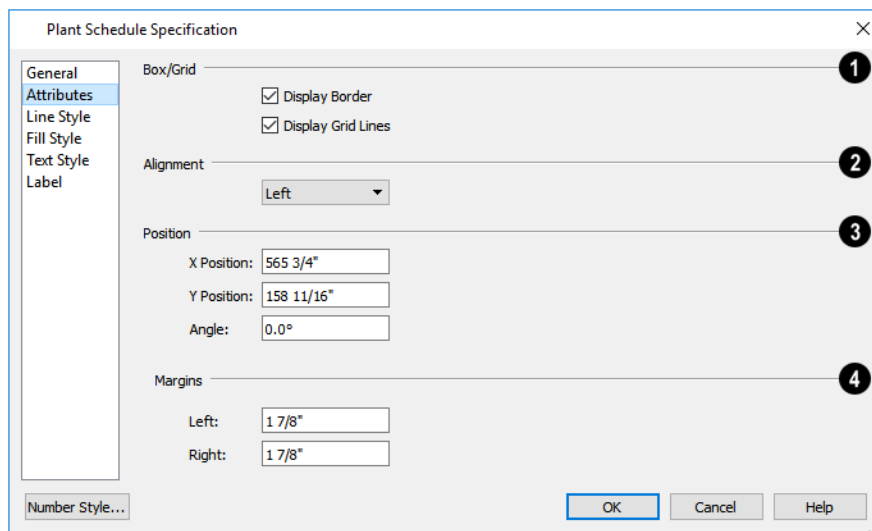 Plant Schedule Specification
General
Attributes
Line Style
Fill Style
Text Style
Label
Box/Grid
1
Display Border
Display Grid Lines
Alignment
2
Left
Position
3
X Position: 565 3/4"
Y Position: 158 11/16"
Angle: 0.0°
Margins
4
Left: 1 7/8"
Right: 1 7/8"
Number Style...
OK
Cancel
Help